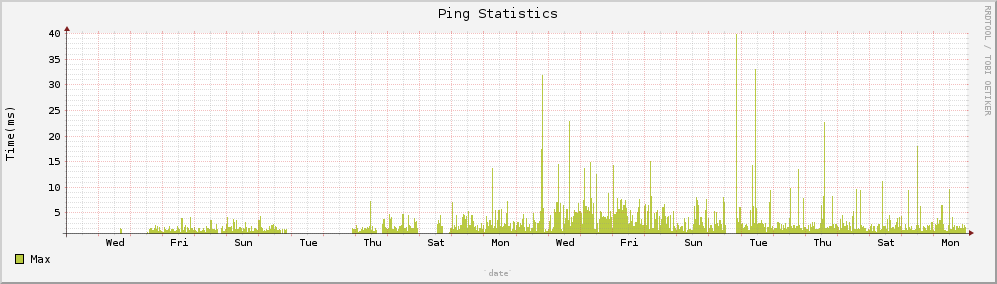 Ping Statistics
RRDTOOL / TOBI OETIKER
Time(ms)
40
35
30
25
20
15
10
5
Wed Fri Sun Tue Thu Sat Mon Wed Fri Sun Tue Thu Sat Mon
Max
`date`